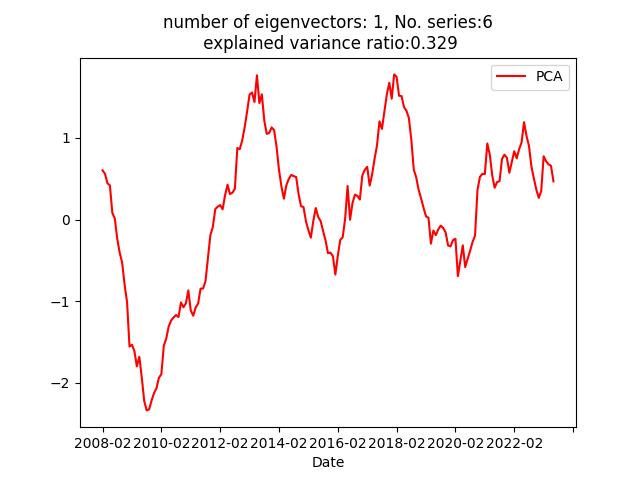 number of eigenvectors: 1, No. series:6
explained variance ratio:0.329
PCA
1
0
−1
−2
2008-02 2010-02 2012-02 2014-02 2016-02 2018-02 2020-02 2022-02
Date